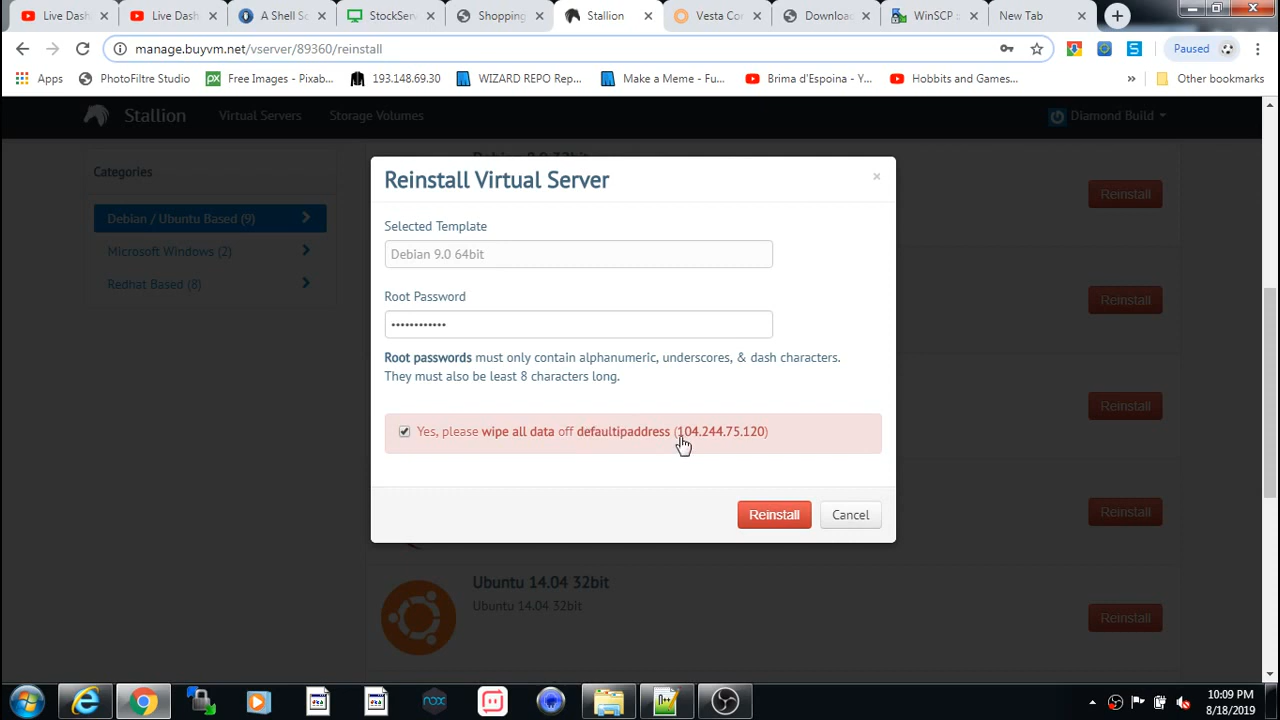 Live Dash
Live Dash
A Shell Sc
StockServ
Shoppin
Stallion
Vesta Co
Downloa
WinSCP
New Tab
manage.buyvm.net/vserver/89360/reinstall
Paused
Apps
PhotoFiltre Studio
Free Images - Pixab...
193.148.69.30
WIZARD REPO Rep...
Make a Meme - Fu...
Brima d'Espoina - Y...
Hobbits and Games...
»
Other bookmarks
Stallion
Virtual Servers
Storage Volumes
Diamond Build
Categories
Debian / Ubuntu Based (9)
Microsoft Windows (2)
Redhat Based (8)
Reinstall Virtual Server
×
Selected Template
Debian 9.0 64bit
Root Password
••••••••••••
Root passwords must only contain alphanumeric, underscores, & dash characters.
They must also be least 8 characters long.
Yes, please wipe all data off defaultipaddress (104.244.75.120)
Reinstall
Cancel
Reinstall
Reinstall
Reinstall
Reinstall
Ubuntu 14.04 32bit
Ubuntu 14.04 32bit
Reinstall
10:09 PM
8/18/2019